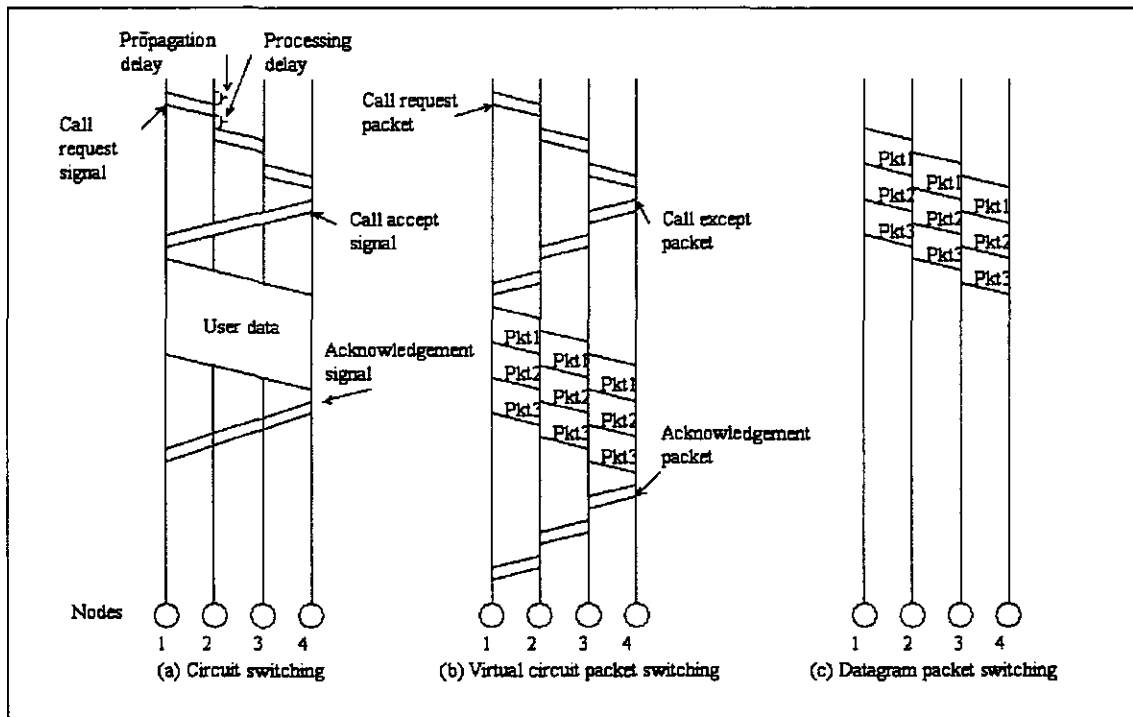 Propagation
delay
Processing
delay
Call
request
signal
Call accept
signal
User data
Acknowledgement
signal
Call request
packet
Call except
packet
Pkt1
Pkt1
Pkt1
Pkt2
Pkt2
Pkt2
Pkt3
Pkt3
Pkt3
Acknowledgement
packet
Pkt1
Pkt1
Pkt1
Pkt2
Pkt2
Pkt2
Pkt3
Pkt3
Pkt3
Nodes
1 2 3 4
(a) Circuit switching
1 2 3 4
(b) Virtual circuit packet switching
1 2 3 4
(c) Datagram packet switching